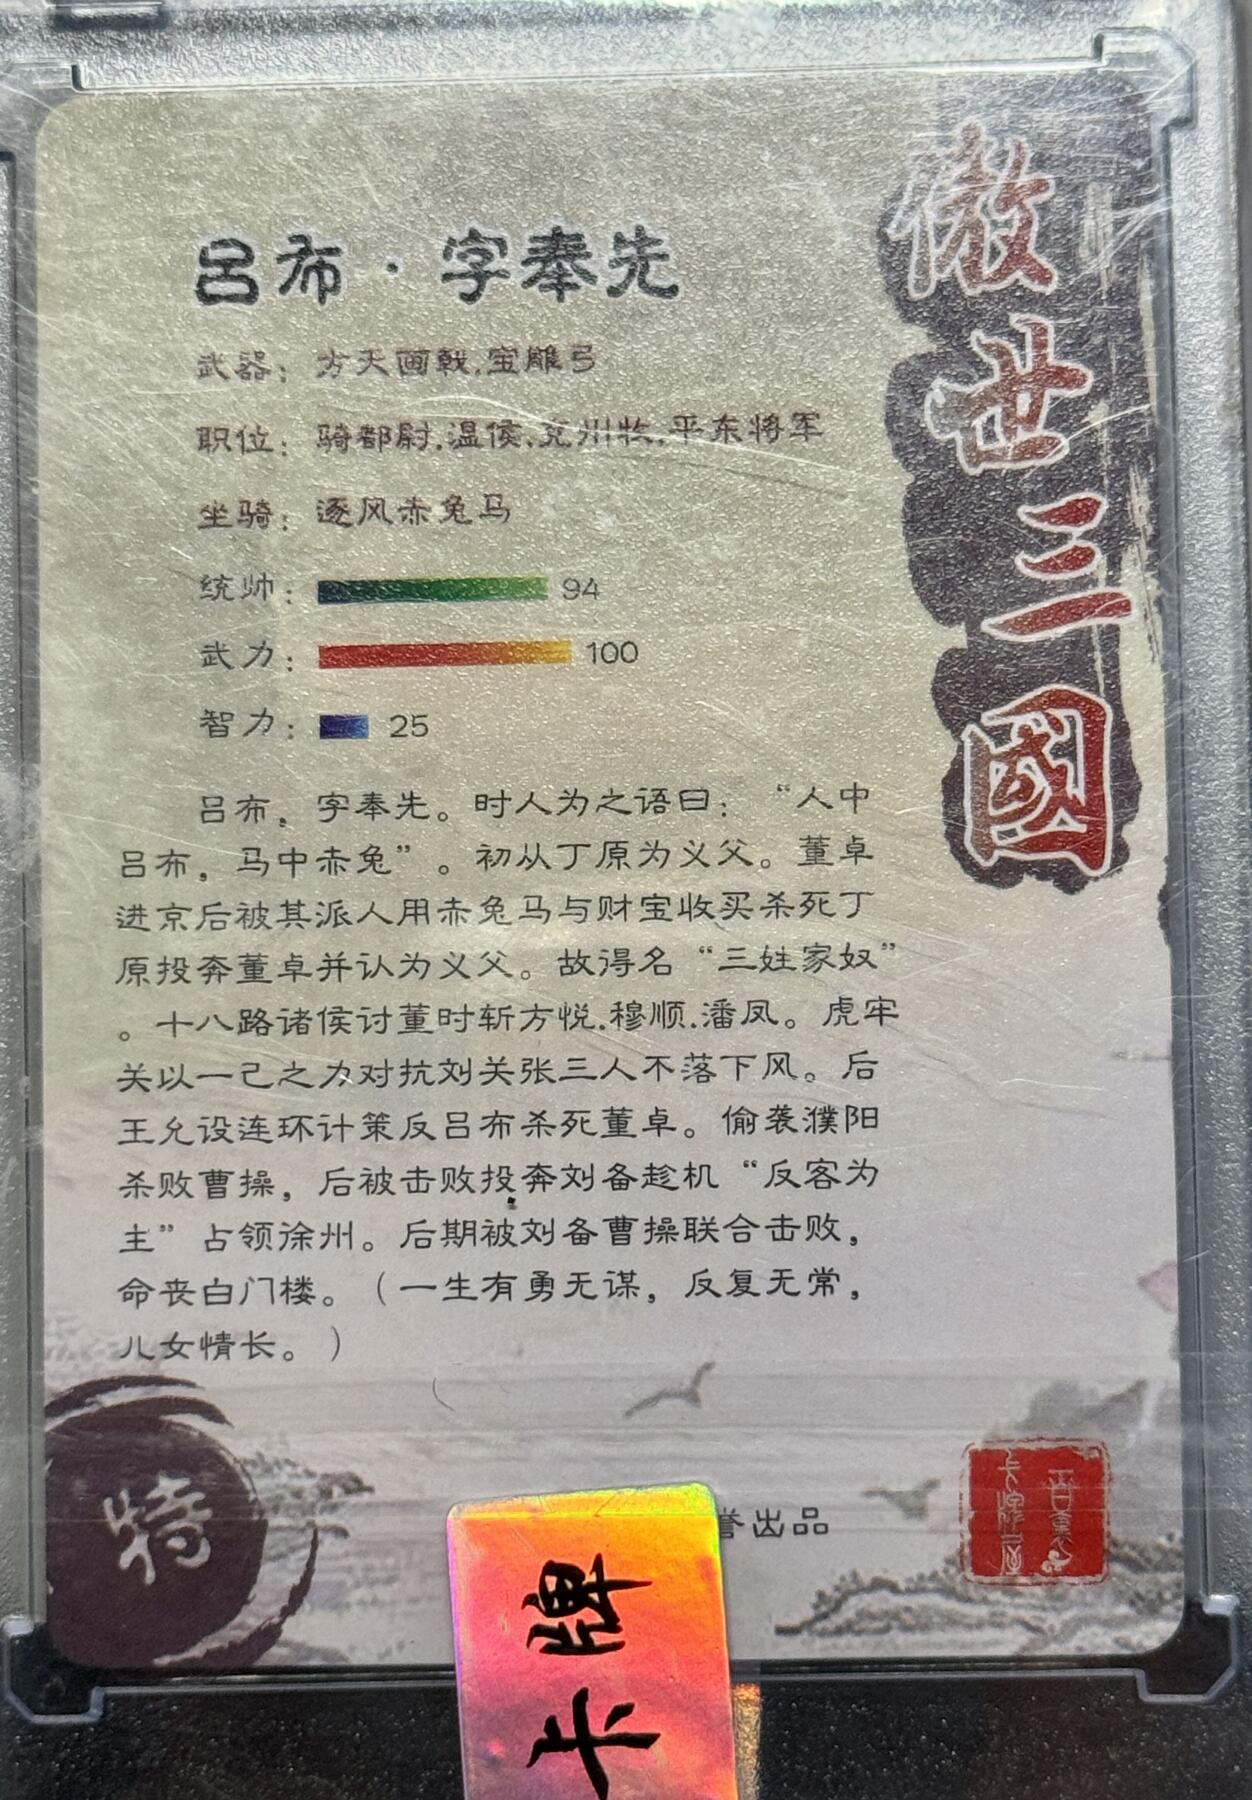 傲世三國
吕布·字奉先
武器：方天画戟.宝雕弓
职位：骑都尉.温侯.兖州牧.平东将军
坐骑：逐风赤兔马
统帅：94
武力：100
智力：25
吕布，字奉先。时人为之语曰：“人中
吕布，马中赤兔”。初从丁原为义父。董卓
进京后被其派人用赤兔马与财宝收买杀死丁
原投奔董卓并认为义父。故得名“三姓家奴”
。十八路诸侯讨董时斩方悦.穆顺.潘凤。虎牢
关以一己之力对抗刘关张三人不落下风。后
王允设连环计策反吕布杀死董卓。偷袭濮阳
杀败曹操，后被击败投奔刘备趁机“反客为
主”占领徐州。后期被刘备曹操联合击败，
命丧白门楼。（一生有勇无谋，反复无常，
儿女情长。）
特
誉出品
卡牌